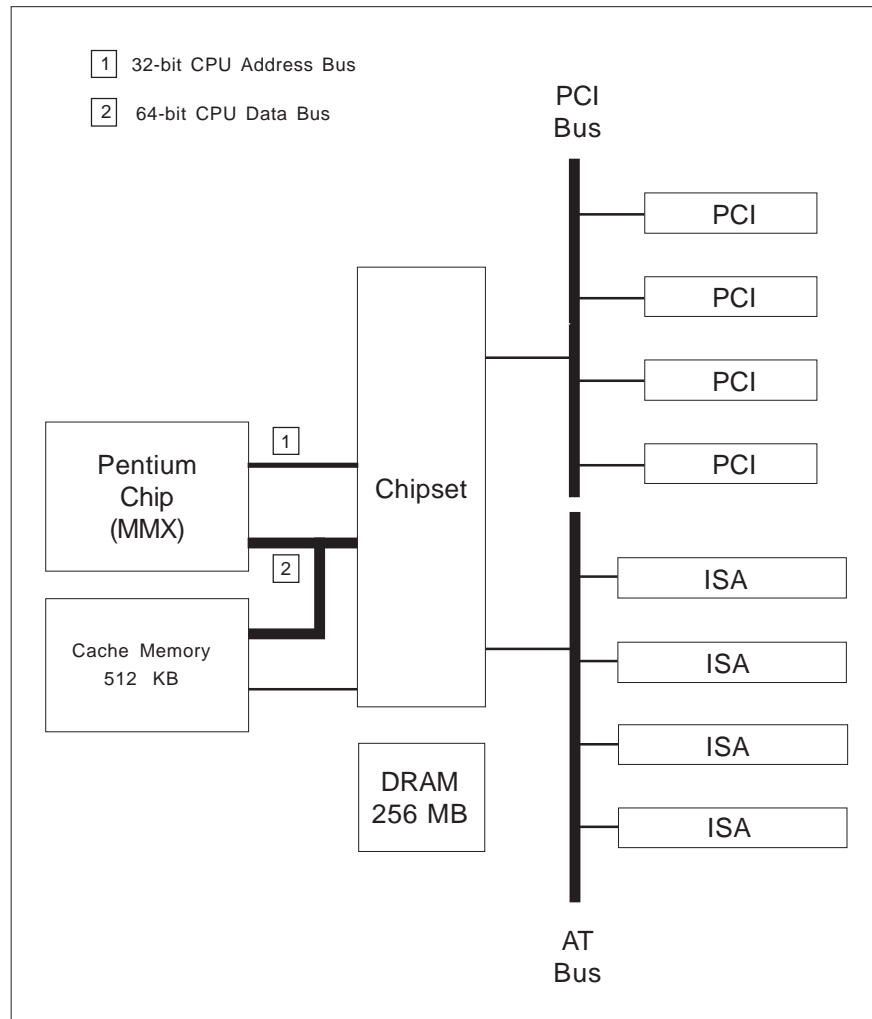 1 32-bit CPU Address Bus
2 64-bit CPU Data Bus
PCI
Bus
PCI
PCI
PCI
PCI
1
Pentium
Chip
(MMX)
Chipset
2
Cache Memory
512 KB
DRAM
256 MB
ISA
ISA
ISA
ISA
AT
Bus